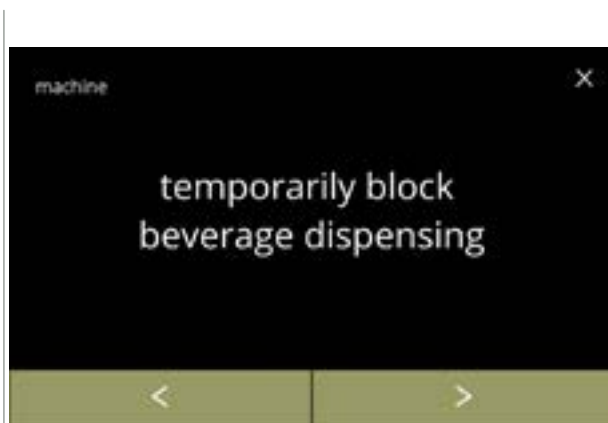 machine
X
temporarily block
beverage dispensing
< >